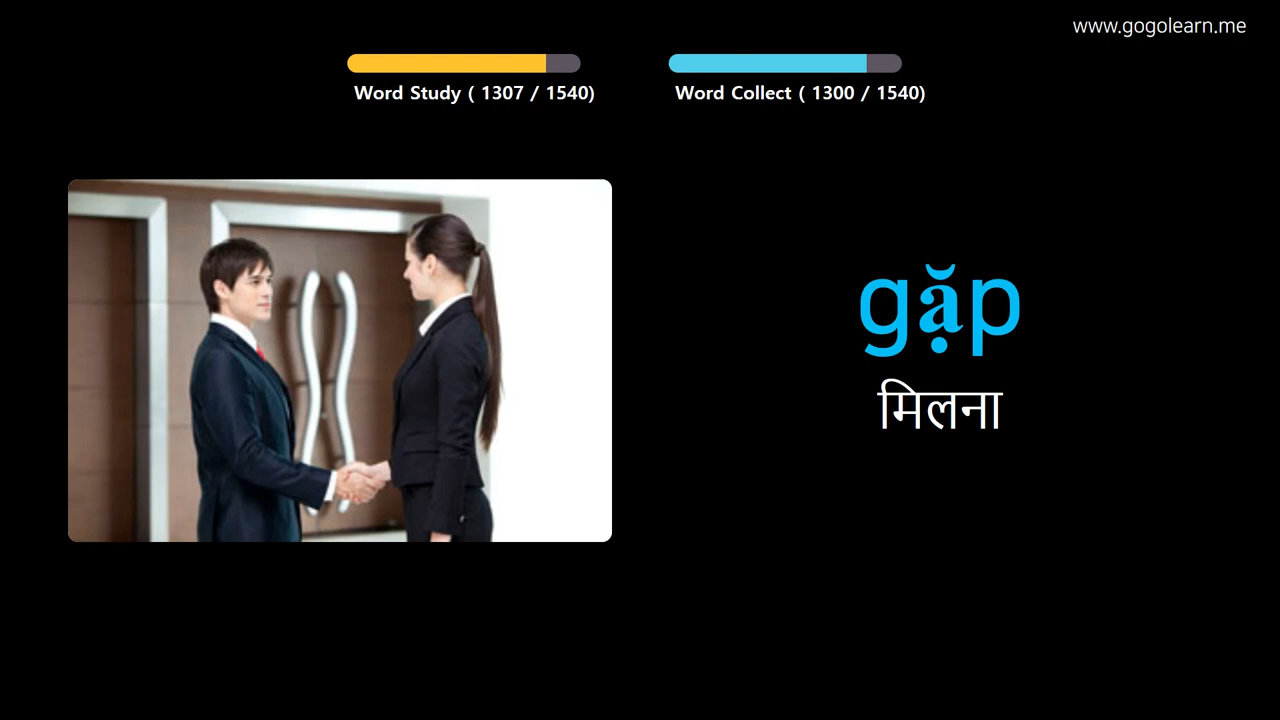 www.gogolearn.me
Word Study ( 1307 / 1540)
Word Collect ( 1300 / 1540)
gặp
मिलना